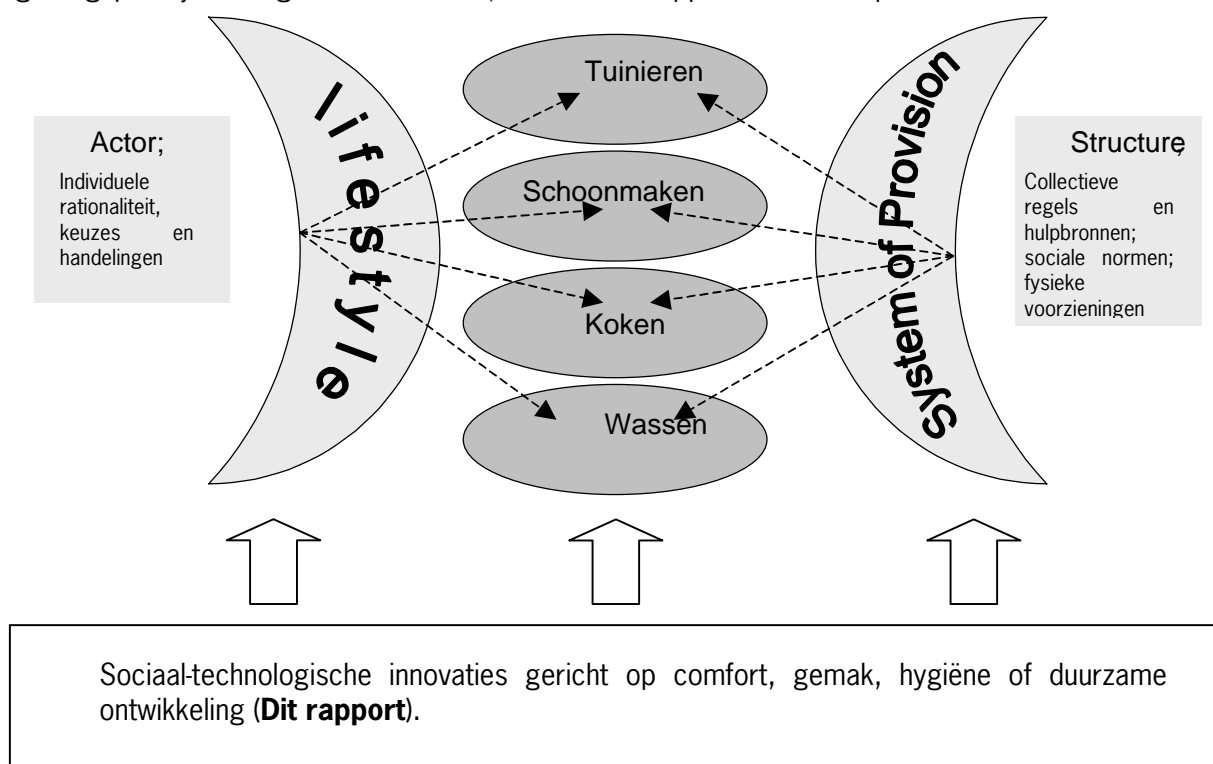 Actor;
Individuele
rationaliteit,
keuzes en
handelingen
lifestyle
Tuinieren
Schoonmaken
Koken
Wassen
System of Provision
Structure;
Collectieve
regels en
hulpbronnen;
sociale normen;
fysieke
voorzieningen
Sociaal-technologische innovaties gericht op comfort, gemak, hygiëne of duurzame
ontwikkeling (Dit rapport).